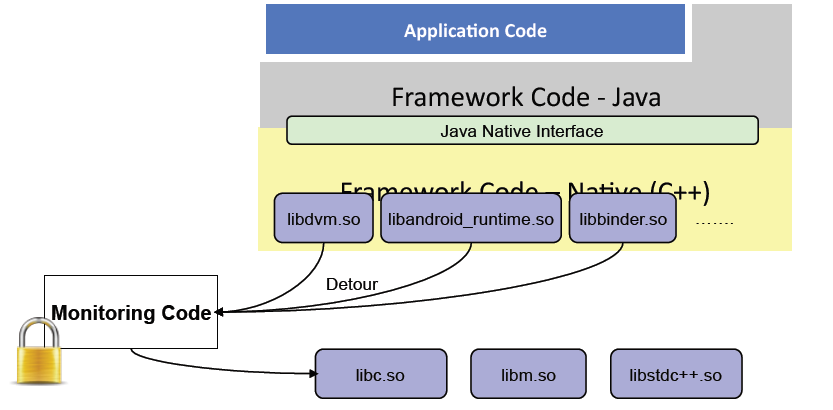 Application Code
Framework Code - Java
Java Native Interface
Framework Code – Native (C++)
libdvm.so
libandroid_runtime.so
libbinder.so
.......
Detour
Monitoring Code
libc.so
libm.so
libstdc++.so